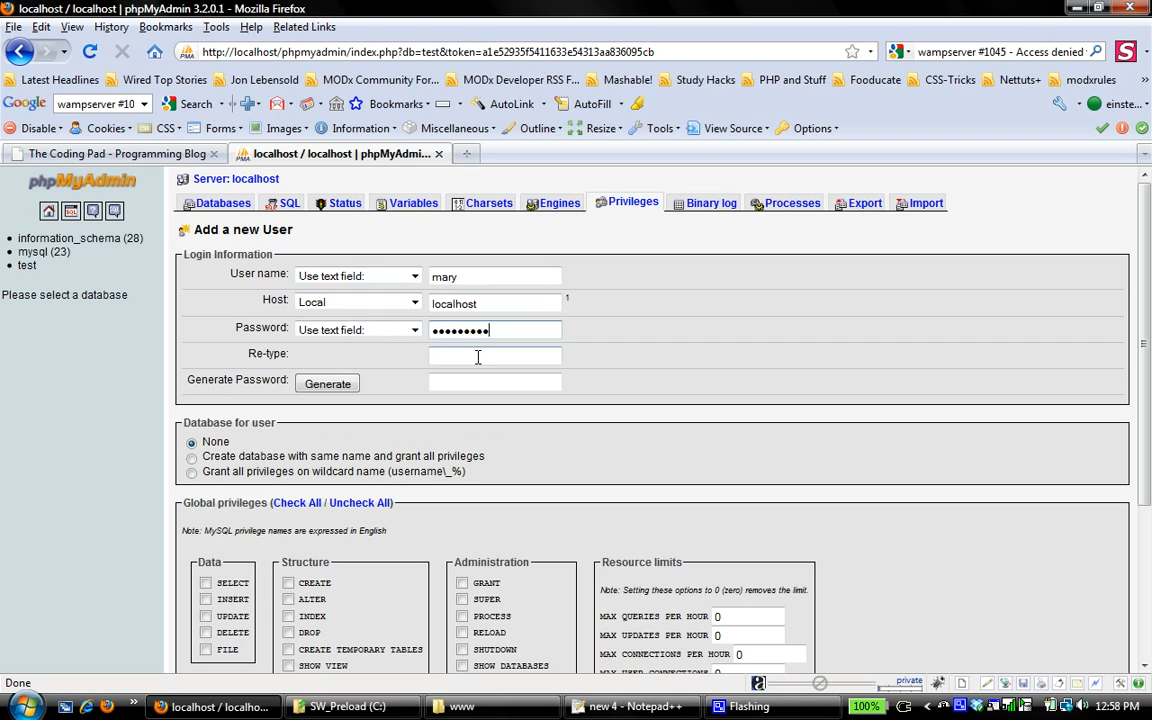 localhost / localhost | phpMyAdmin 3.2.0.1 - Mozilla Firefox
File Edit View History Bookmarks Tools Help Related Links
http://localhost/phpmyadmin/index.php?db=test&token=a1e52935f5411633e54313aa836095cb
wampserver #1045 - Access denied
Latest Headlines Wired Top Stories Jon Lebensold MODx Community For... MODx Developer RSS F... Mashable! Study Hacks PHP and Stuff Fooducate CSS-Tricks Nettuts+ modxrules
Google wampserver #10 Search Bookmarks AutoLink AutoFill einste...
Disable Cookies CSS Forms Images Information Miscellaneous Outline Resize Tools View Source Options
The Coding Pad - Programming Blog localhost / localhost | phpMyAdmi...
phpMyAdmin
information_schema (28)
mysql (23)
test
Please select a database
Server: localhost
Databases SQL Status Variables Charsets Engines Privileges Binary log Processes Export Import
Add a new User
Login Information
User name: Use text field: mary
Host: Local localhost 1
Password: Use text field: •••••••••
Re-type:
Generate Password: Generate
Database for user
None
Create database with same name and grant all privileges
Grant all privileges on wildcard name (username\_%)
Global privileges (Check All / Uncheck All)
Note: MySQL privilege names are expressed in English
Data
SELECT
INSERT
UPDATE
DELETE
FILE
Structure
CREATE
ALTER
INDEX
DROP
CREATE TEMPORARY TABLES
SHOW VIEW
Administration
GRANT
SUPER
PROCESS
RELOAD
SHUTDOWN
SHOW DATABASES
Resource limits
Note: Setting these options to 0 (zero) removes the limit.
MAX QUERIES PER HOUR 0
MAX UPDATES PER HOUR 0
MAX CONNECTIONS PER HOUR 0
MAX USER CONNECTIONS 0
Done
private
localhost / localho... SW_Preload (C:) www new 4 - Notepad++ Flashing 100% 12:58 PM